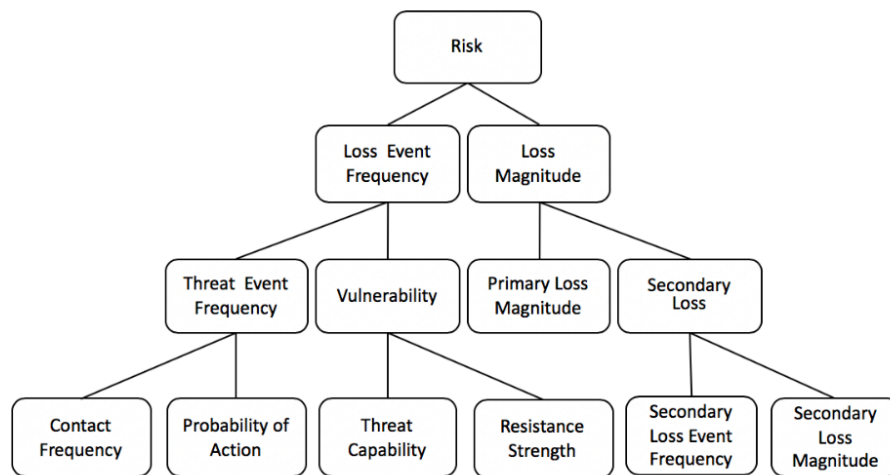 Risk
Loss Event
Frequency
Loss
Magnitude
Threat Event
Frequency
Vulnerability
Primary Loss
Magnitude
Secondary
Loss
Contact
Frequency
Probability of
Action
Threat
Capability
Resistance
Strength
Secondary
Loss Event
Frequency
Secondary
Loss
Magnitude